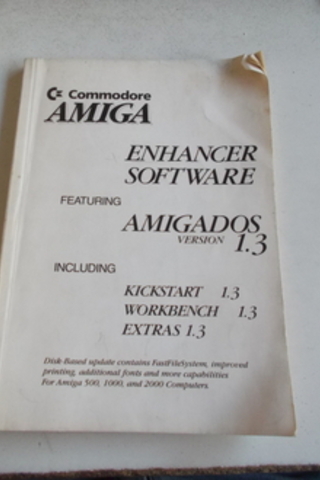 Commodore
AMIGA
ENHANCER
SOFTWARE
FEATURING
AMIGADOS
VERSION 1.3
INCLUDING
KICKSTART 1.3
WORKBENCH 1.3
EXTRAS 1.3
Disk-Based update contains FastFileSystem, improved
printing, additional fonts and more capabilities
For Amiga 500, 1000, and 2000 Computers.